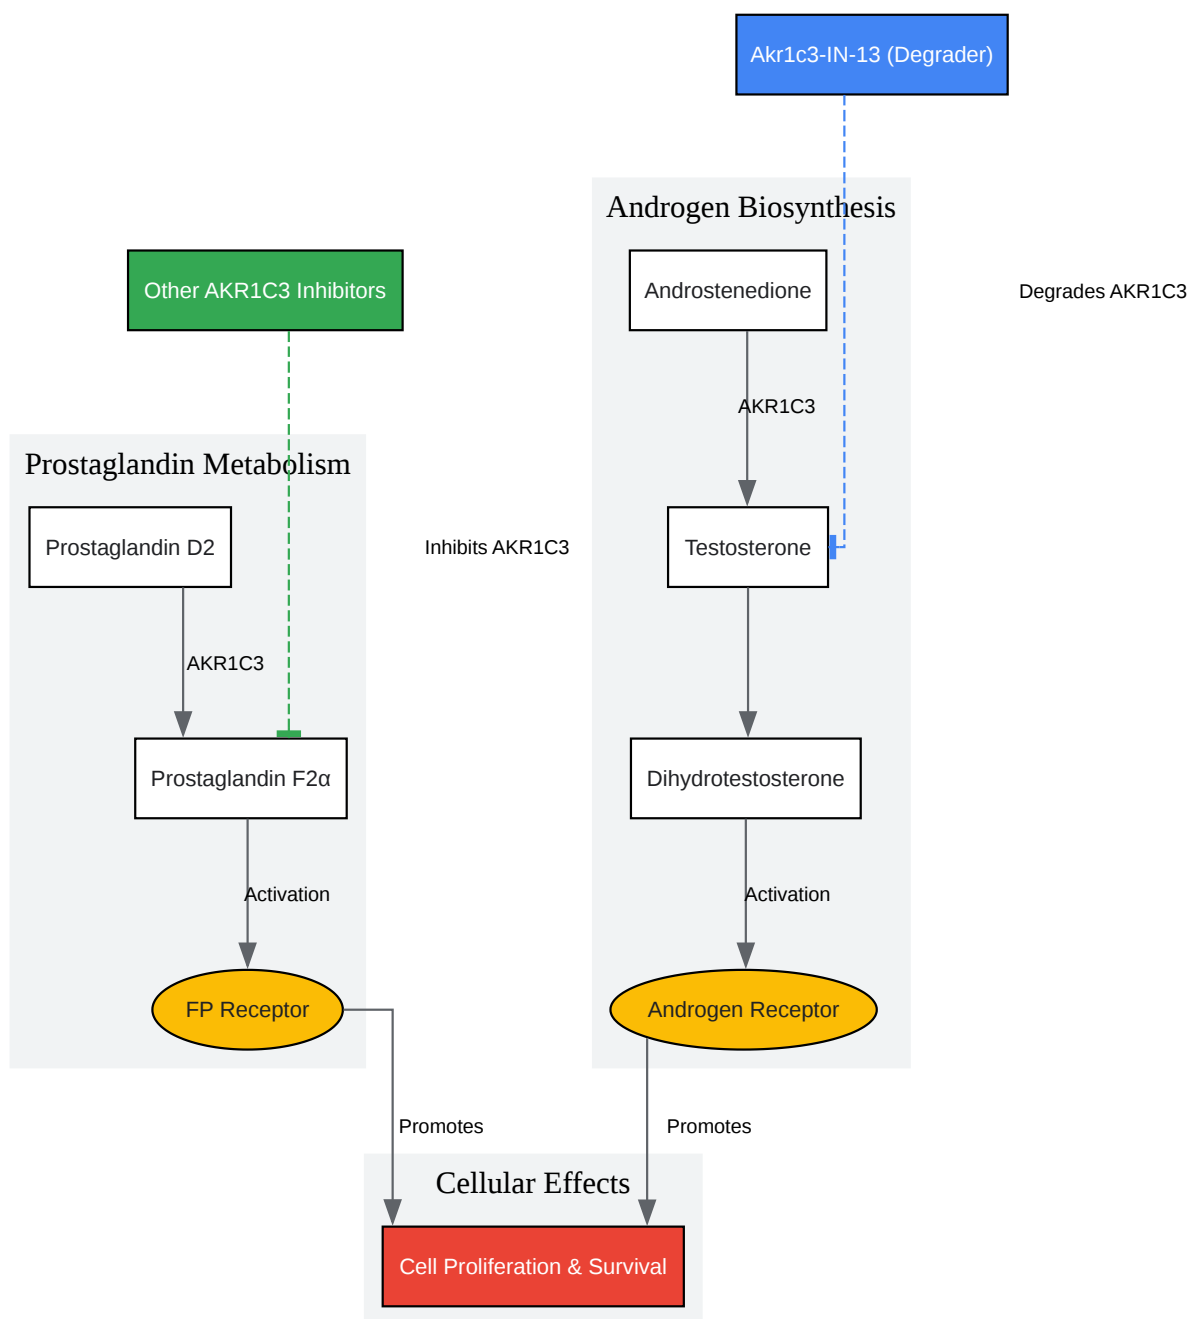 Akr1c3-IN-13 (Degrader)
Androgen Biosynthesis
Other AKR1C3 Inhibitors
Androstenedione
Degrades AKR1C3
AKR1C3
Prostaglandin Metabolism
Prostaglandin D2
Inhibits AKR1C3
Testosterone
AKR1C3
Prostaglandin F2α
Dihydrotestosterone
Activation
Activation
FP Receptor
Androgen Receptor
Promotes
Promotes
Cellular Effects
Cell Proliferation & Survival